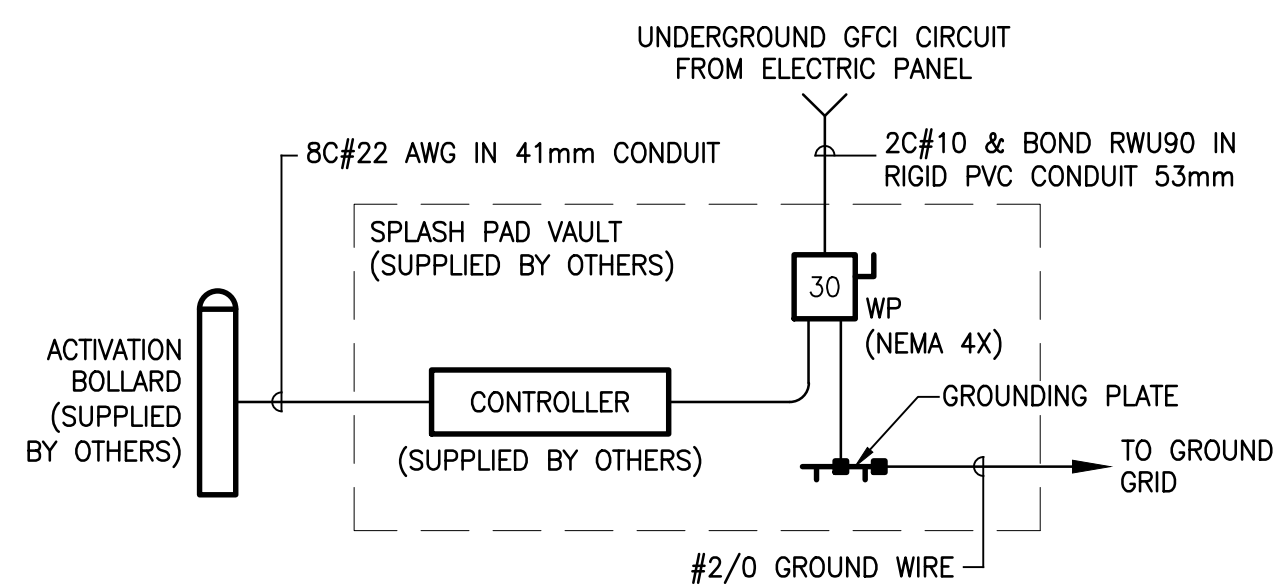 UNDERGROUND GFCI CIRCUIT
FROM ELECTRIC PANEL
8C#22 AWG IN 41mm CONDUIT
2C#10 & BOND RWU90 IN
RIGID PVC CONDUIT 53mm
SPLASH PAD VAULT
(SUPPLIED BY OTHERS)
30
WP
(NEMA 4X)
ACTIVATION
BOLLARD
(SUPPLIED
BY OTHERS)
CONTROLLER
(SUPPLIED BY OTHERS)
GROUNDING PLATE
TO GROUND
GRID
#2/0 GROUND WIRE